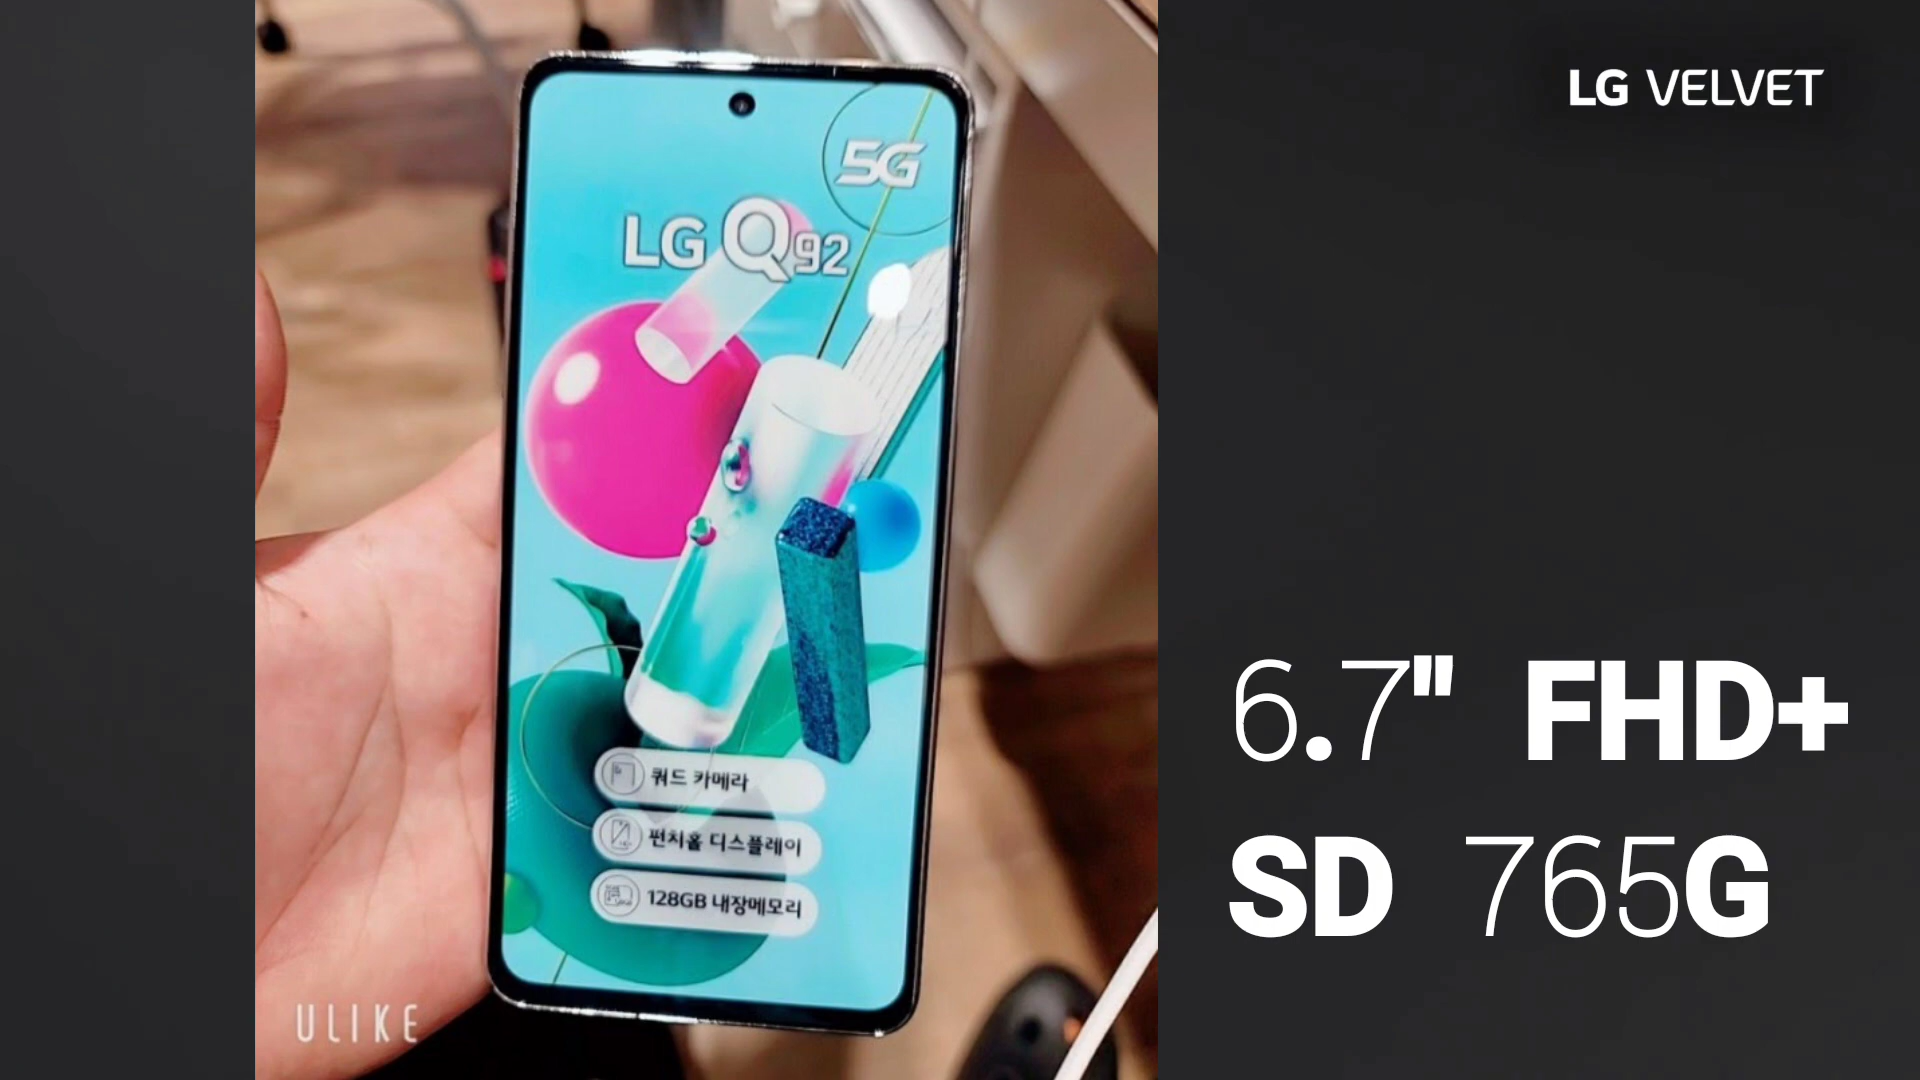 LG VELVET
5G
LG Q92
쿼드 카메라
펀치홀 디스플레이
128GB 내장메모리
6.7" FHD+
SD 765G
ULIKE